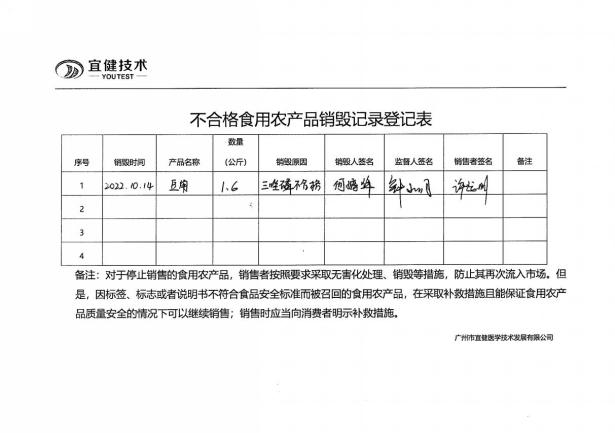 宜健技术
YOUTEST
不合格食用农产品销毁记录登记表
序号 销毁时间 产品名称 数量(公斤) 销毁原因 销毁人签名 监督人签名 销售者签名 备注
1 2022.10.14 豆角 1.6 三唑磷不合格
2
3
4
备注：对于停止销售的食用农产品，销售者按照要求采取无害化处理、销毁等措施，防止其再次流入市场。但
是，因标签、标志或者说明书不符合食品安全标准而被召回的食用农产品，在采取补救措施且能保证食用农产
品质量安全的情况下可以继续销售；销售时应当向消费者明示补救措施。
广州市宜健医学技术发展有限公司